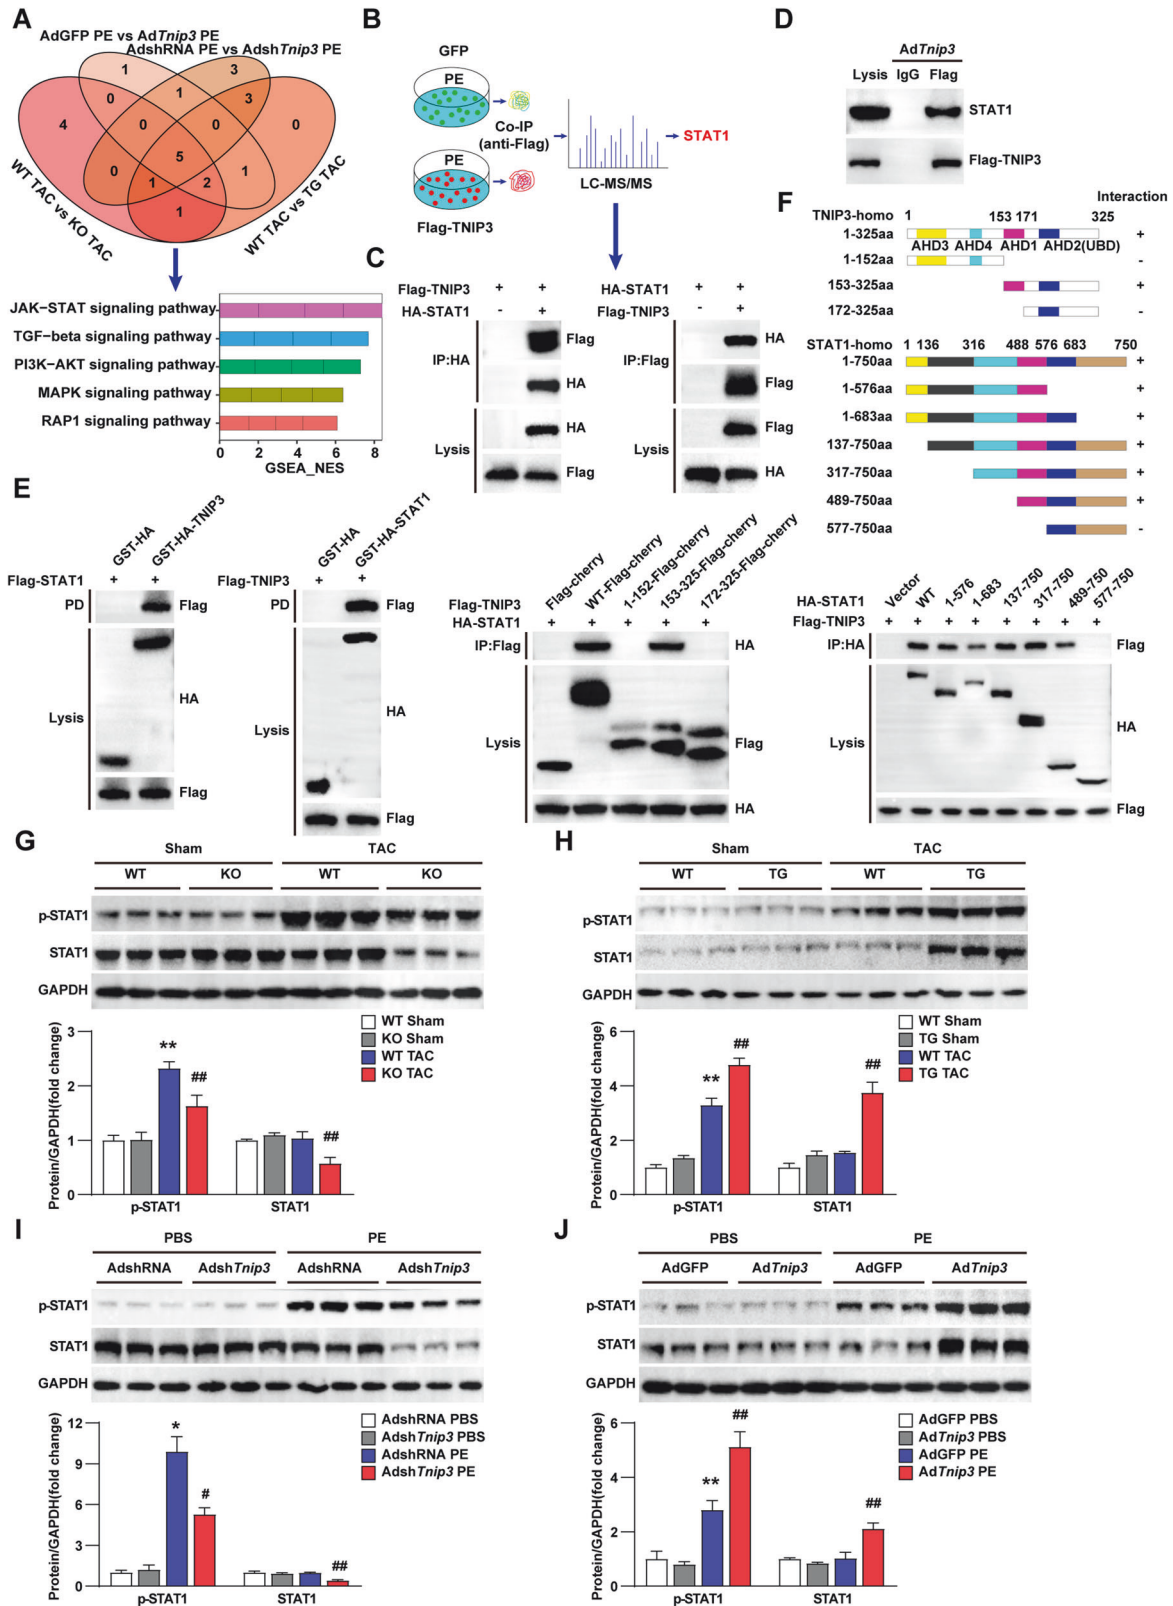 A
AdGFP PE vs AdTnip3 PE
AdshRNA PE vs AdshTnip3 PE
1
3
0
1
3
4
0
0
0
5
0
1
2
1
1
WT TAC vs KO TAC
WT TAC vs TG TAC
JAK-STAT signaling pathway
TGF-beta signaling pathway
PI3K-AKT signaling pathway
MAPK signaling pathway
RAP1 signaling pathway
0 2 4 6 8
GSEA_NES
B
GFP
PE
Co-IP
(anti-Flag)
PE
Flag-TNIP3
LC-MS/MS
STAT1
C
Flag-TNIP3 + +
HA-STAT1 - +
IP:HA
Flag
HA
Lysis
HA
Flag
HA-STAT1 + +
Flag-TNIP3 - +
IP:Flag
HA
Flag
Lysis
Flag
HA
D
AdTnip3
Lysis IgG Flag
STAT1
Flag-TNIP3
E
GST-HA
GST-HA-TNIP3
Flag-STAT1 + +
PD
Flag
Lysis
HA
Flag
GST-HA
GST-HA-STAT1
Flag-TNIP3 + +
PD
Flag
Lysis
HA
Flag
F
Interaction
TNIP3-homo 1 153 171 325
1-325aa +
AHD3 AHD4 AHD1 AHD2(UBD)
1-152aa -
153-325aa +
172-325aa -
STAT1-homo 1 136 316 488 576 683 750
1-750aa +
1-576aa +
1-683aa +
137-750aa +
317-750aa +
489-750aa +
577-750aa -
Flag-cherry
WT-Flag-cherry
1-152-Flag-cherry
153-325-Flag-cherry
172-325-Flag-cherry
Flag-TNIP3
HA-STAT1 + + + + +
IP:Flag
HA
Lysis
Flag
HA
Vector
WT
1-576
1-683
137-750
317-750
489-750
577-750
HA-STAT1
Flag-TNIP3 + + + + + + + +
IP:HA
Flag
Lysis
HA
Flag
G
Sham TAC
WT KO WT KO
p-STAT1
STAT1
GAPDH
Protein/GAPDH(fold change)
3
2
1
0
**
##
##
p-STAT1 STAT1
WT Sham
KO Sham
WT TAC
KO TAC
H
Sham TAC
WT TG WT TG
p-STAT1
STAT1
GAPDH
Protein/GAPDH(fold change)
6
4
2
0
**
##
##
p-STAT1 STAT1
WT Sham
TG Sham
WT TAC
TG TAC
I
PBS PE
AdshRNA AdshTnip3 AdshRNA AdshTnip3
p-STAT1
STAT1
GAPDH
Protein/GAPDH(fold change)
12
9
6
3
0
*
#
##
p-STAT1 STAT1
AdshRNA PBS
AdshTnip3 PBS
AdshRNA PE
AdshTnip3 PE
J
PBS PE
AdGFP AdTnip3 AdGFP AdTnip3
p-STAT1
STAT1
GAPDH
Protein/GAPDH(fold change)
6
4
2
0
**
##
##
p-STAT1 STAT1
AdGFP PBS
AdTnip3 PBS
AdGFP PE
AdTnip3 PE